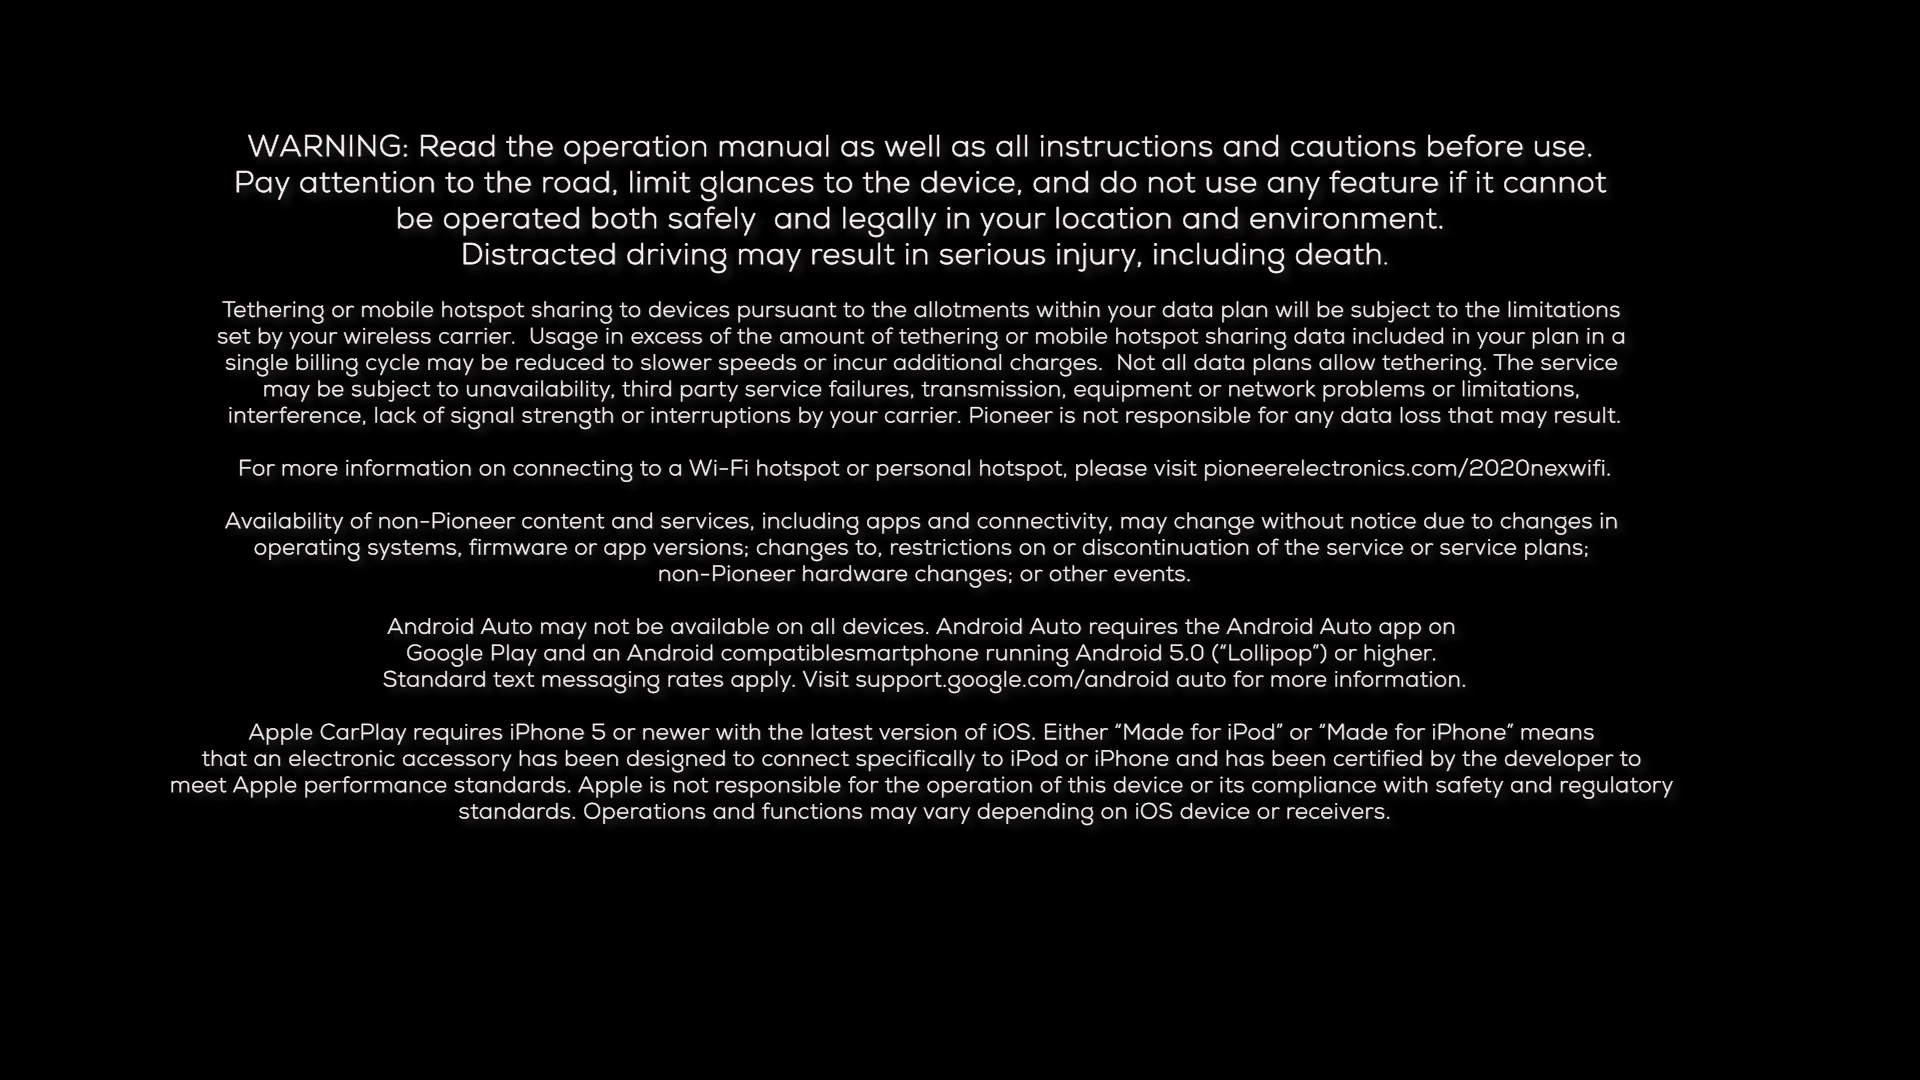 WARNING: Read the operation manual as well as all instructions and cautions before use.
Pay attention to the road, limit glances to the device, and do not use any feature if it cannot
be operated both safely  and legally in your location and environment.
Distracted driving may result in serious injury, including death.
Tethering or mobile hotspot sharing to devices pursuant to the allotments within your data plan will be subject to the limitations
set by your wireless carrier.  Usage in excess of the amount of tethering or mobile hotspot sharing data included in your plan in a
single billing cycle may be reduced to slower speeds or incur additional charges.  Not all data plans allow tethering. The service
may be subject to unavailability, third party service failures, transmission, equipment or network problems or limitations,
interference, lack of signal strength or interruptions by your carrier. Pioneer is not responsible for any data loss that may result.
For more information on connecting to a Wi-Fi hotspot or personal hotspot, please visit pioneerelectronics.com/2020nexwifi.
Availability of non-Pioneer content and services, including apps and connectivity, may change without notice due to changes in
operating systems, firmware or app versions; changes to, restrictions on or discontinuation of the service or service plans;
non-Pioneer hardware changes; or other events.
Android Auto may not be available on all devices. Android Auto requires the Android Auto app on
Google Play and an Android compatiblesmartphone running Android 5.0 (“Lollipop”) or higher.
Standard text messaging rates apply. Visit support.google.com/android auto for more information.
Apple CarPlay requires iPhone 5 or newer with the latest version of iOS. Either “Made for iPod” or “Made for iPhone” means
that an electronic accessory has been designed to connect specifically to iPod or iPhone and has been certified by the developer to
meet Apple performance standards. Apple is not responsible for the operation of this device or its compliance with safety and regulatory
standards. Operations and functions may vary depending on iOS device or receivers.